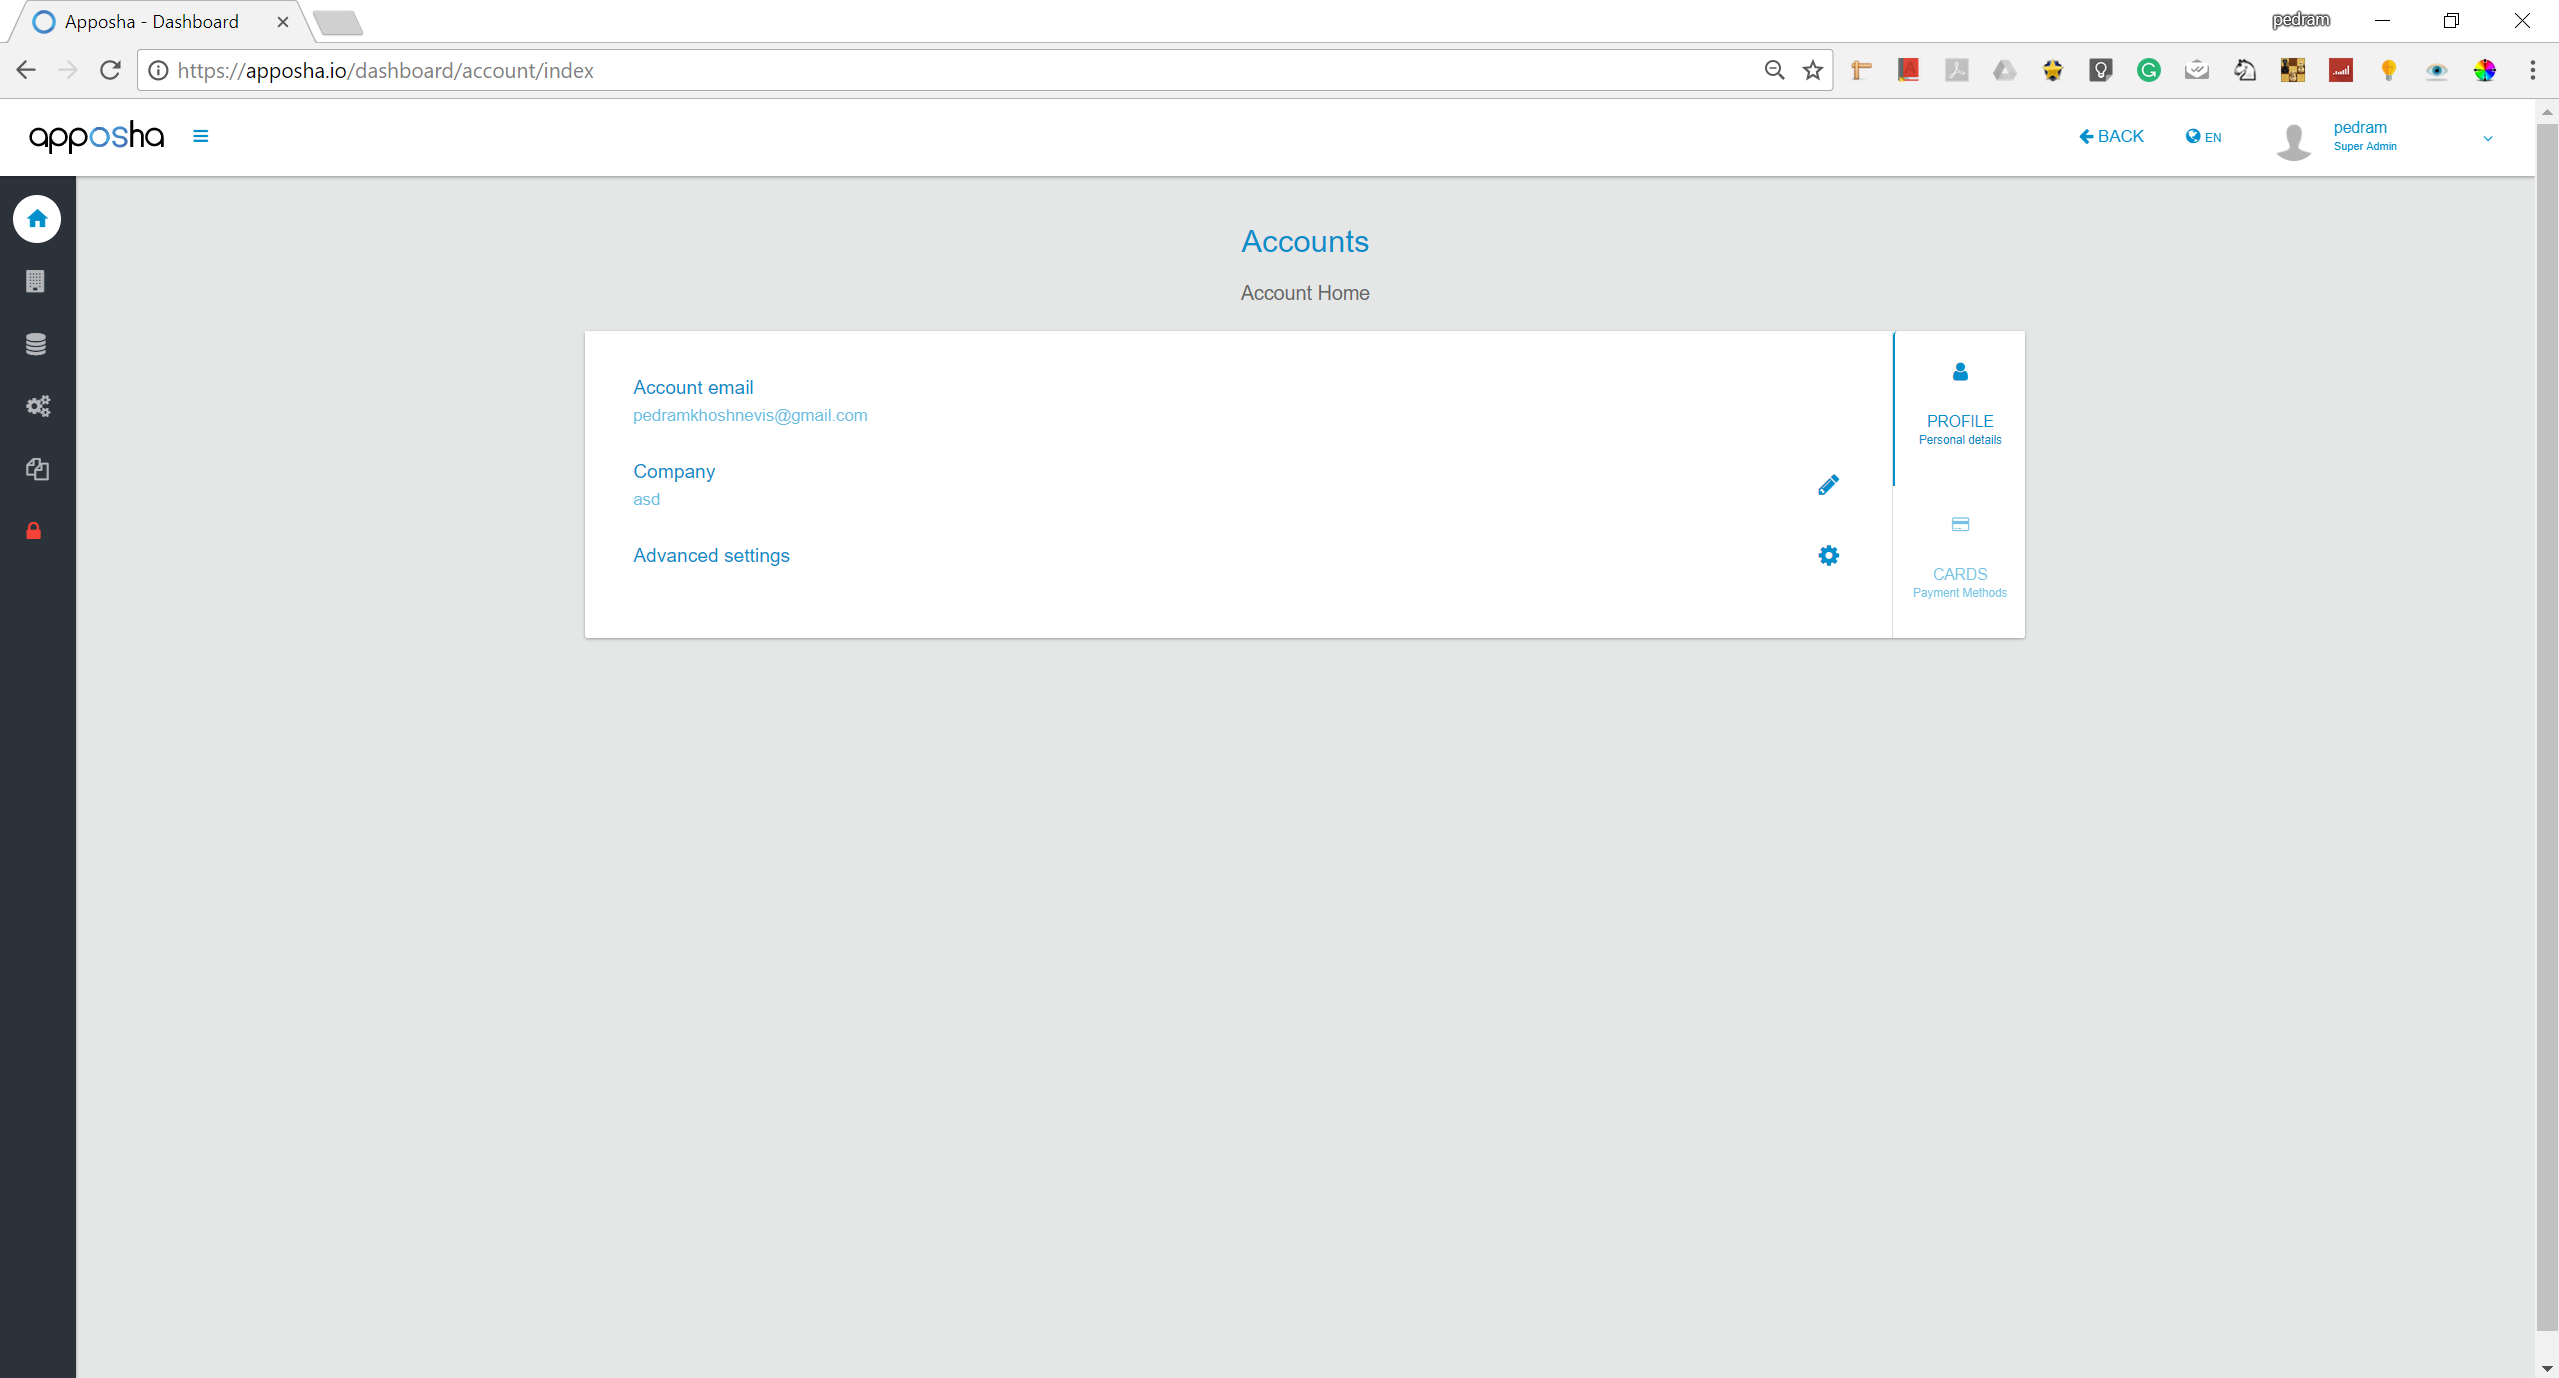 Apposha - Dashboard
pedram
https://apposha.io/dashboard/account/index
apposha
BACK
EN
pedram
Super Admin
Accounts
Account Home
Account email
pedramkhoshnevis@gmail.com
Company
asd
Advanced settings
PROFILE
Personal details
CARDS
Payment Methods